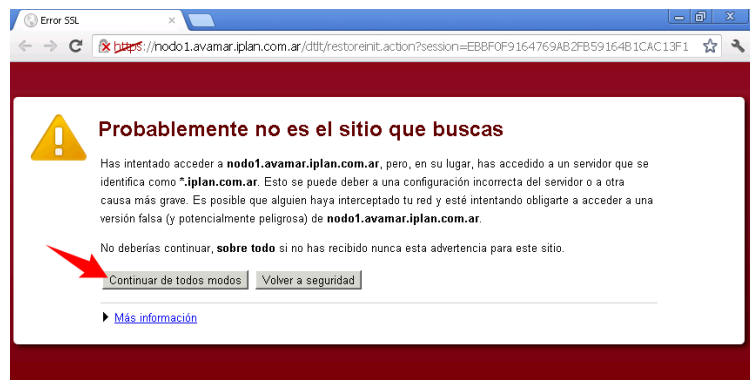 Error SSL
https://nodo1.avamar.iplan.com.ar/dtlt/restoreinit.action?session=EBBF0F9164769AB2FB59164B1CAC13F1
Probablemente no es el sitio que buscas
Has intentado acceder a nodo1.avamar.iplan.com.ar, pero, en su lugar, has accedido a un servidor que se
identifica como *.iplan.com.ar. Esto se puede deber a una configuración incorrecta del servidor o a otra
causa más grave. Es posible que alguien haya interceptado tu red y esté intentando obligarte a acceder a una
versión falsa (y potencialmente peligrosa) de nodo1.avamar.iplan.com.ar.
No deberías continuar, sobre todo si no has recibido nunca esta advertencia para este sitio.
Continuar de todos modos Volver a seguridad
Más información